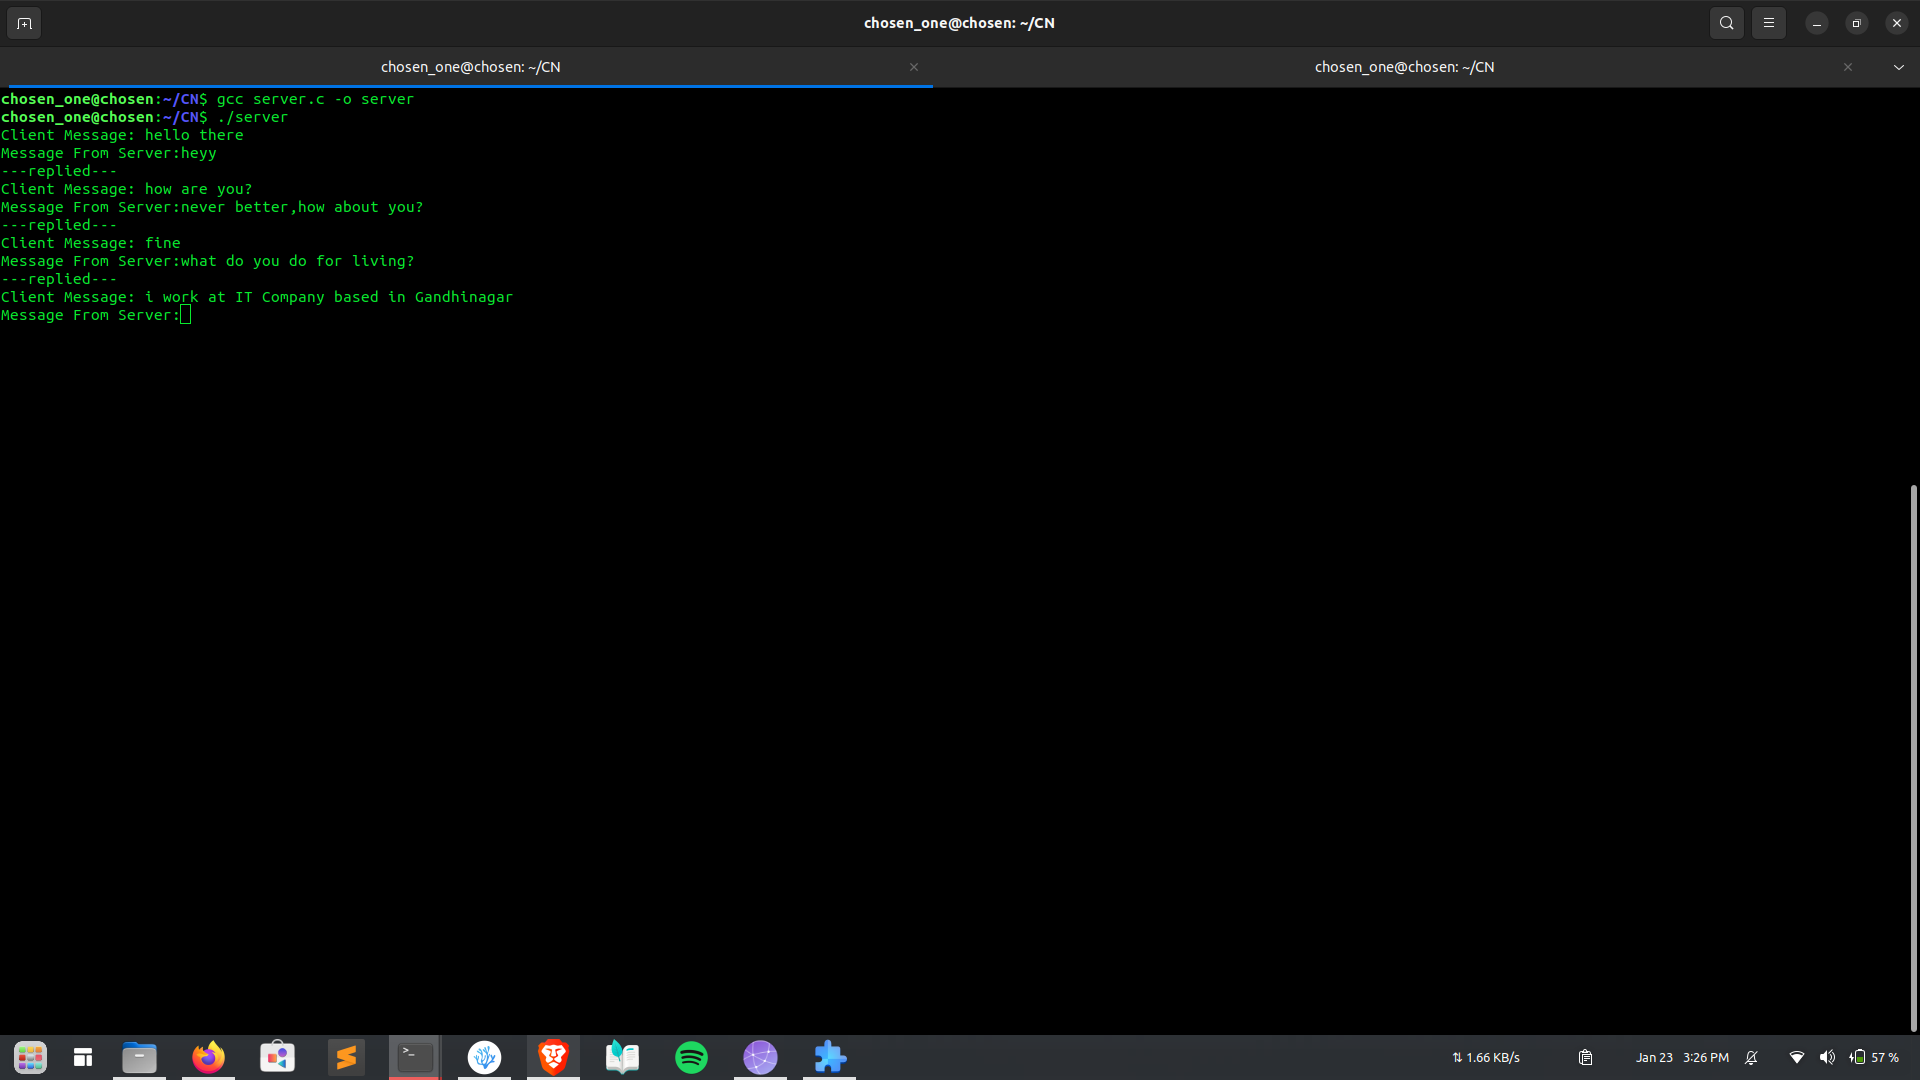 chosen_one@chosen: ~/CN
chosen_one@chosen: ~/CN
chosen_one@chosen: ~/CN
chosen_one@chosen:~/CN$ gcc server.c -o server
chosen_one@chosen:~/CN$ ./server
Client Message: hello there
Message From Server:heyy
---replied---
Client Message: how are you?
Message From Server:never better,how about you?
---replied---
Client Message: fine
Message From Server:what do you do for living?
---replied---
Client Message: i work at IT Company based in Gandhinagar
Message From Server:
1.66 KB/s
Jan 23 3:26 PM
57 %